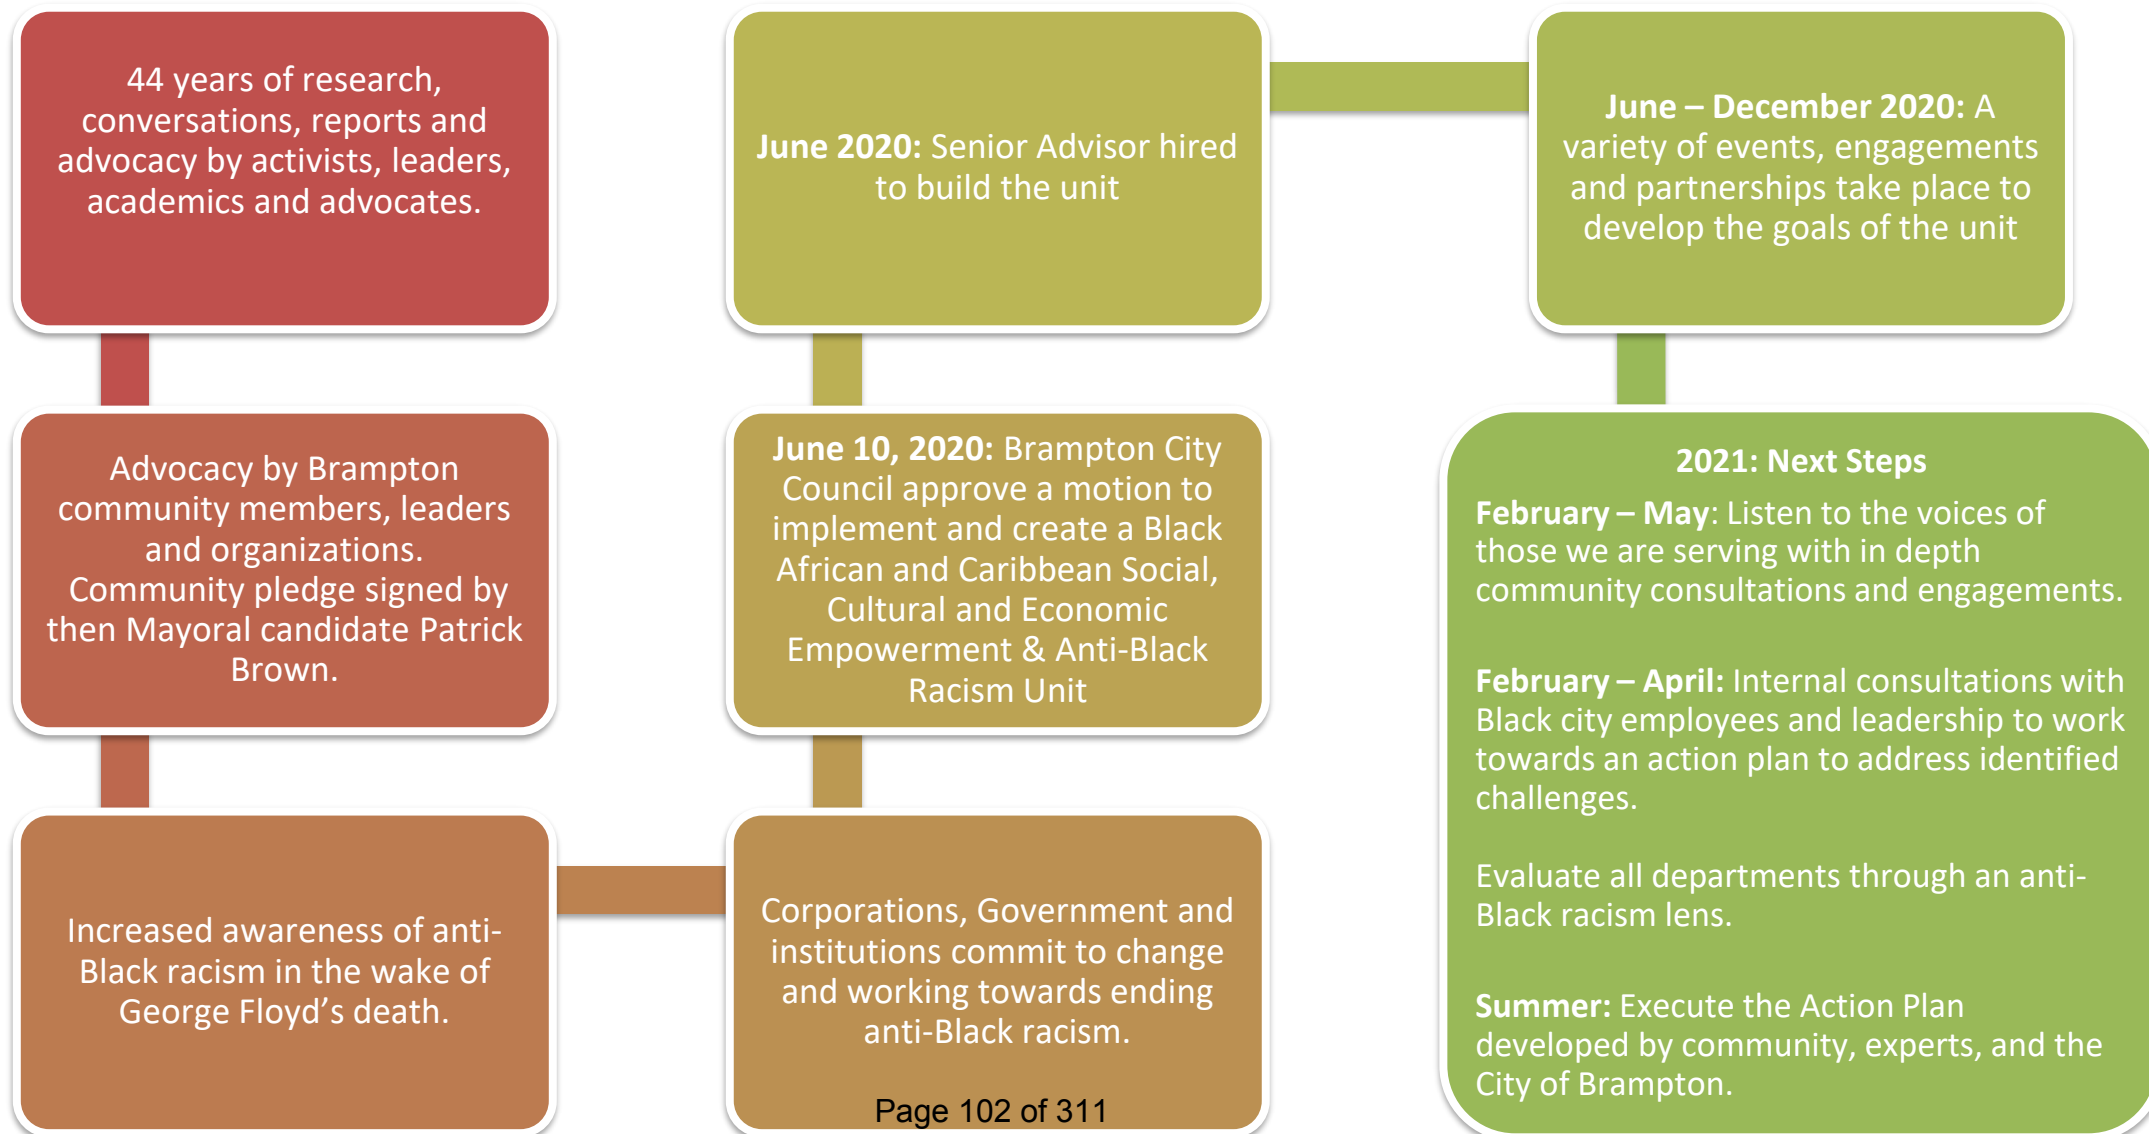 44 years of research,
conversations, reports and
advocacy by activists, leaders,
academics and advocates.
Advocacy by Brampton
community members, leaders
and organizations.
Community pledge signed by
then Mayoral candidate Patrick
Brown.
Increased awareness of anti-
Black racism in the wake of
George Floyd’s death.
Corporations, Government and
institutions commit to change
and working towards ending
anti-Black racism.
June 10, 2020: Brampton City
Council approve a motion to
implement and create a Black
African and Caribbean Social,
Cultural and Economic
Empowerment & Anti-Black
Racism Unit
June 2020: Senior Advisor hired
to build the unit
June – December 2020: A
variety of events, engagements
and partnerships take place to
develop the goals of the unit
2021: Next Steps
February – May: Listen to the voices of
those we are serving with in depth
community consultations and engagements.
February – April: Internal consultations with
Black city employees and leadership to work
towards an action plan to address identified
challenges.
Evaluate all departments through an anti-
Black racism lens.
Summer: Execute the Action Plan
developed by community, experts, and the
City of Brampton.
Page 102 of 311